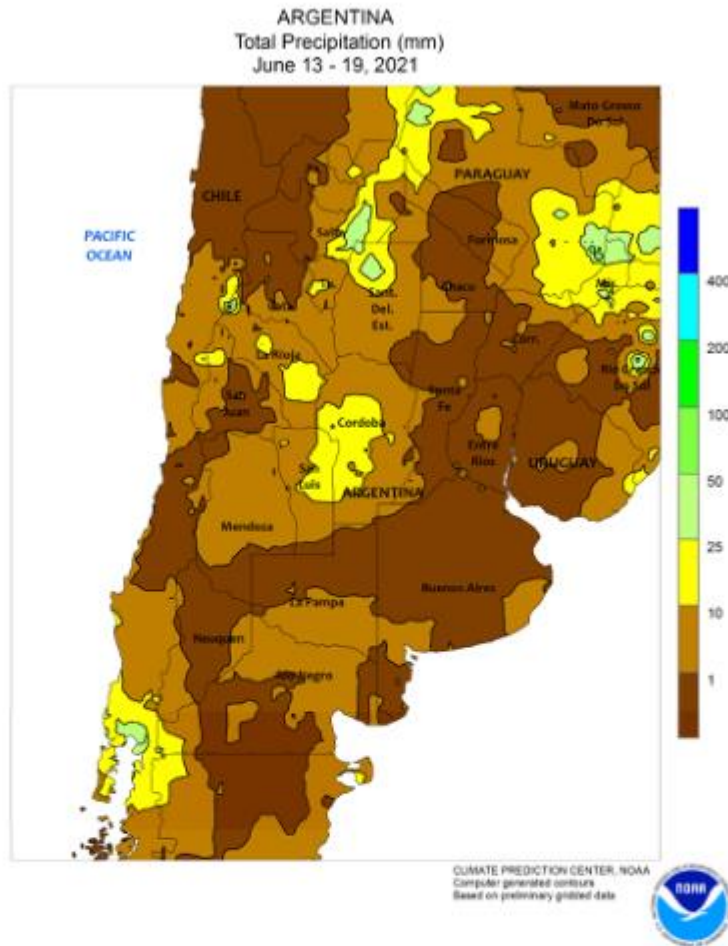 ARGENTINA
Total Precipitation (mm)
June 13 - 19, 2021
Mato Grosso
Do Sul
PARAGUAY
CHILE
PACIFIC
OCEAN
Salta
Formosa
400
Chaco
Sant.
Del.
Est.
200
Corr.
La Rioja
Rio Grande
Do Sul
San
Juan
Santa
Fe
100
Cordoba
Entre
Rios
URUGUAY
San
Luis
50
ARGENTINA
Mendoza
25
Buenos Aires
La Pampa
10
Neuquen
Rio Negro
1
CLIMATE PREDICTION CENTER, NOAA
Computer generated contours
Based on preliminary gridded data
NOAA